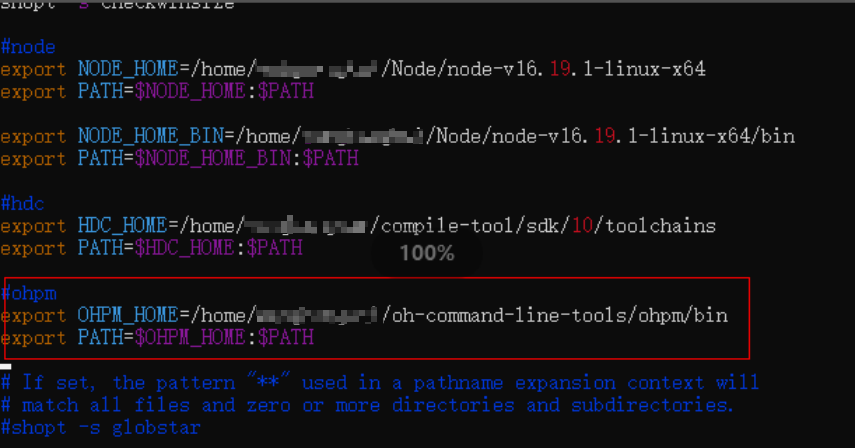 shopt -s checkwinsize
#node
export NODE_HOME=/home/ /Node/node-v16.19.1-linux-x64
export PATH=$NODE_HOME:$PATH
export NODE_HOME_BIN=/home/ /Node/node-v16.19.1-linux-x64/bin
export PATH=$NODE_HOME_BIN:$PATH
#hdc
export HDC_HOME=/home/ /compile-tool/sdk/10/toolchains
export PATH=$HDC_HOME:$PATH
100%
#ohpm
export OHPM_HOME=/home/ /oh-command-line-tools/ohpm/bin
export PATH=$OHPM_HOME:$PATH
# If set, the pattern "**" used in a pathname expansion context will
# match all files and zero or more directories and subdirectories.
#shopt -s globstar